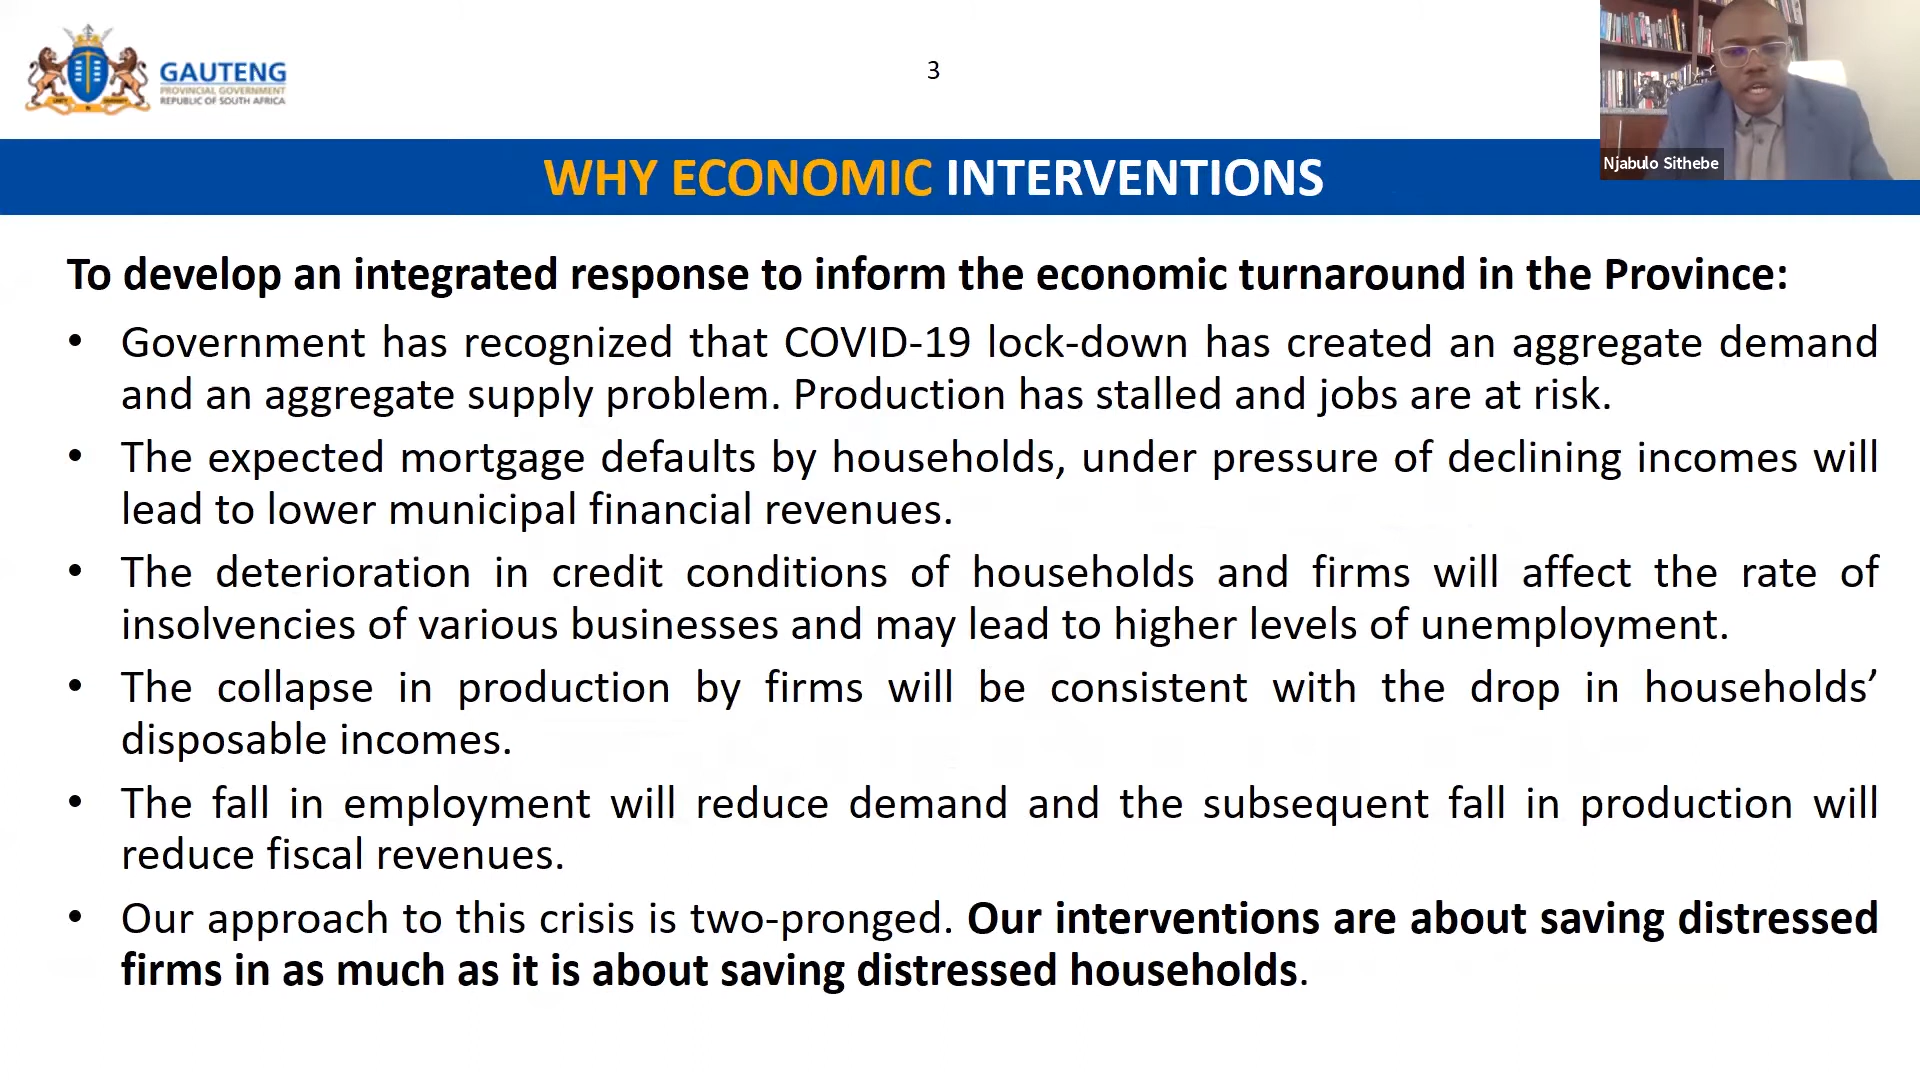 GAUTENG
PROVINCIAL GOVERNMENT
REPUBLIC OF SOUTH AFRICA
3
Njabulo Sithebe
WHY ECONOMIC INTERVENTIONS
To develop an integrated response to inform the economic turnaround in the Province:
• Government has recognized that COVID-19 lock-down has created an aggregate demand
and an aggregate supply problem. Production has stalled and jobs are at risk.
• The expected mortgage defaults by households, under pressure of declining incomes will
lead to lower municipal financial revenues.
• The deterioration in credit conditions of households and firms will affect the rate of
insolvencies of various businesses and may lead to higher levels of unemployment.
• The collapse in production by firms will be consistent with the drop in households’
disposable incomes.
• The fall in employment will reduce demand and the subsequent fall in production will
reduce fiscal revenues.
• Our approach to this crisis is two-pronged. Our interventions are about saving distressed
firms in as much as it is about saving distressed households.